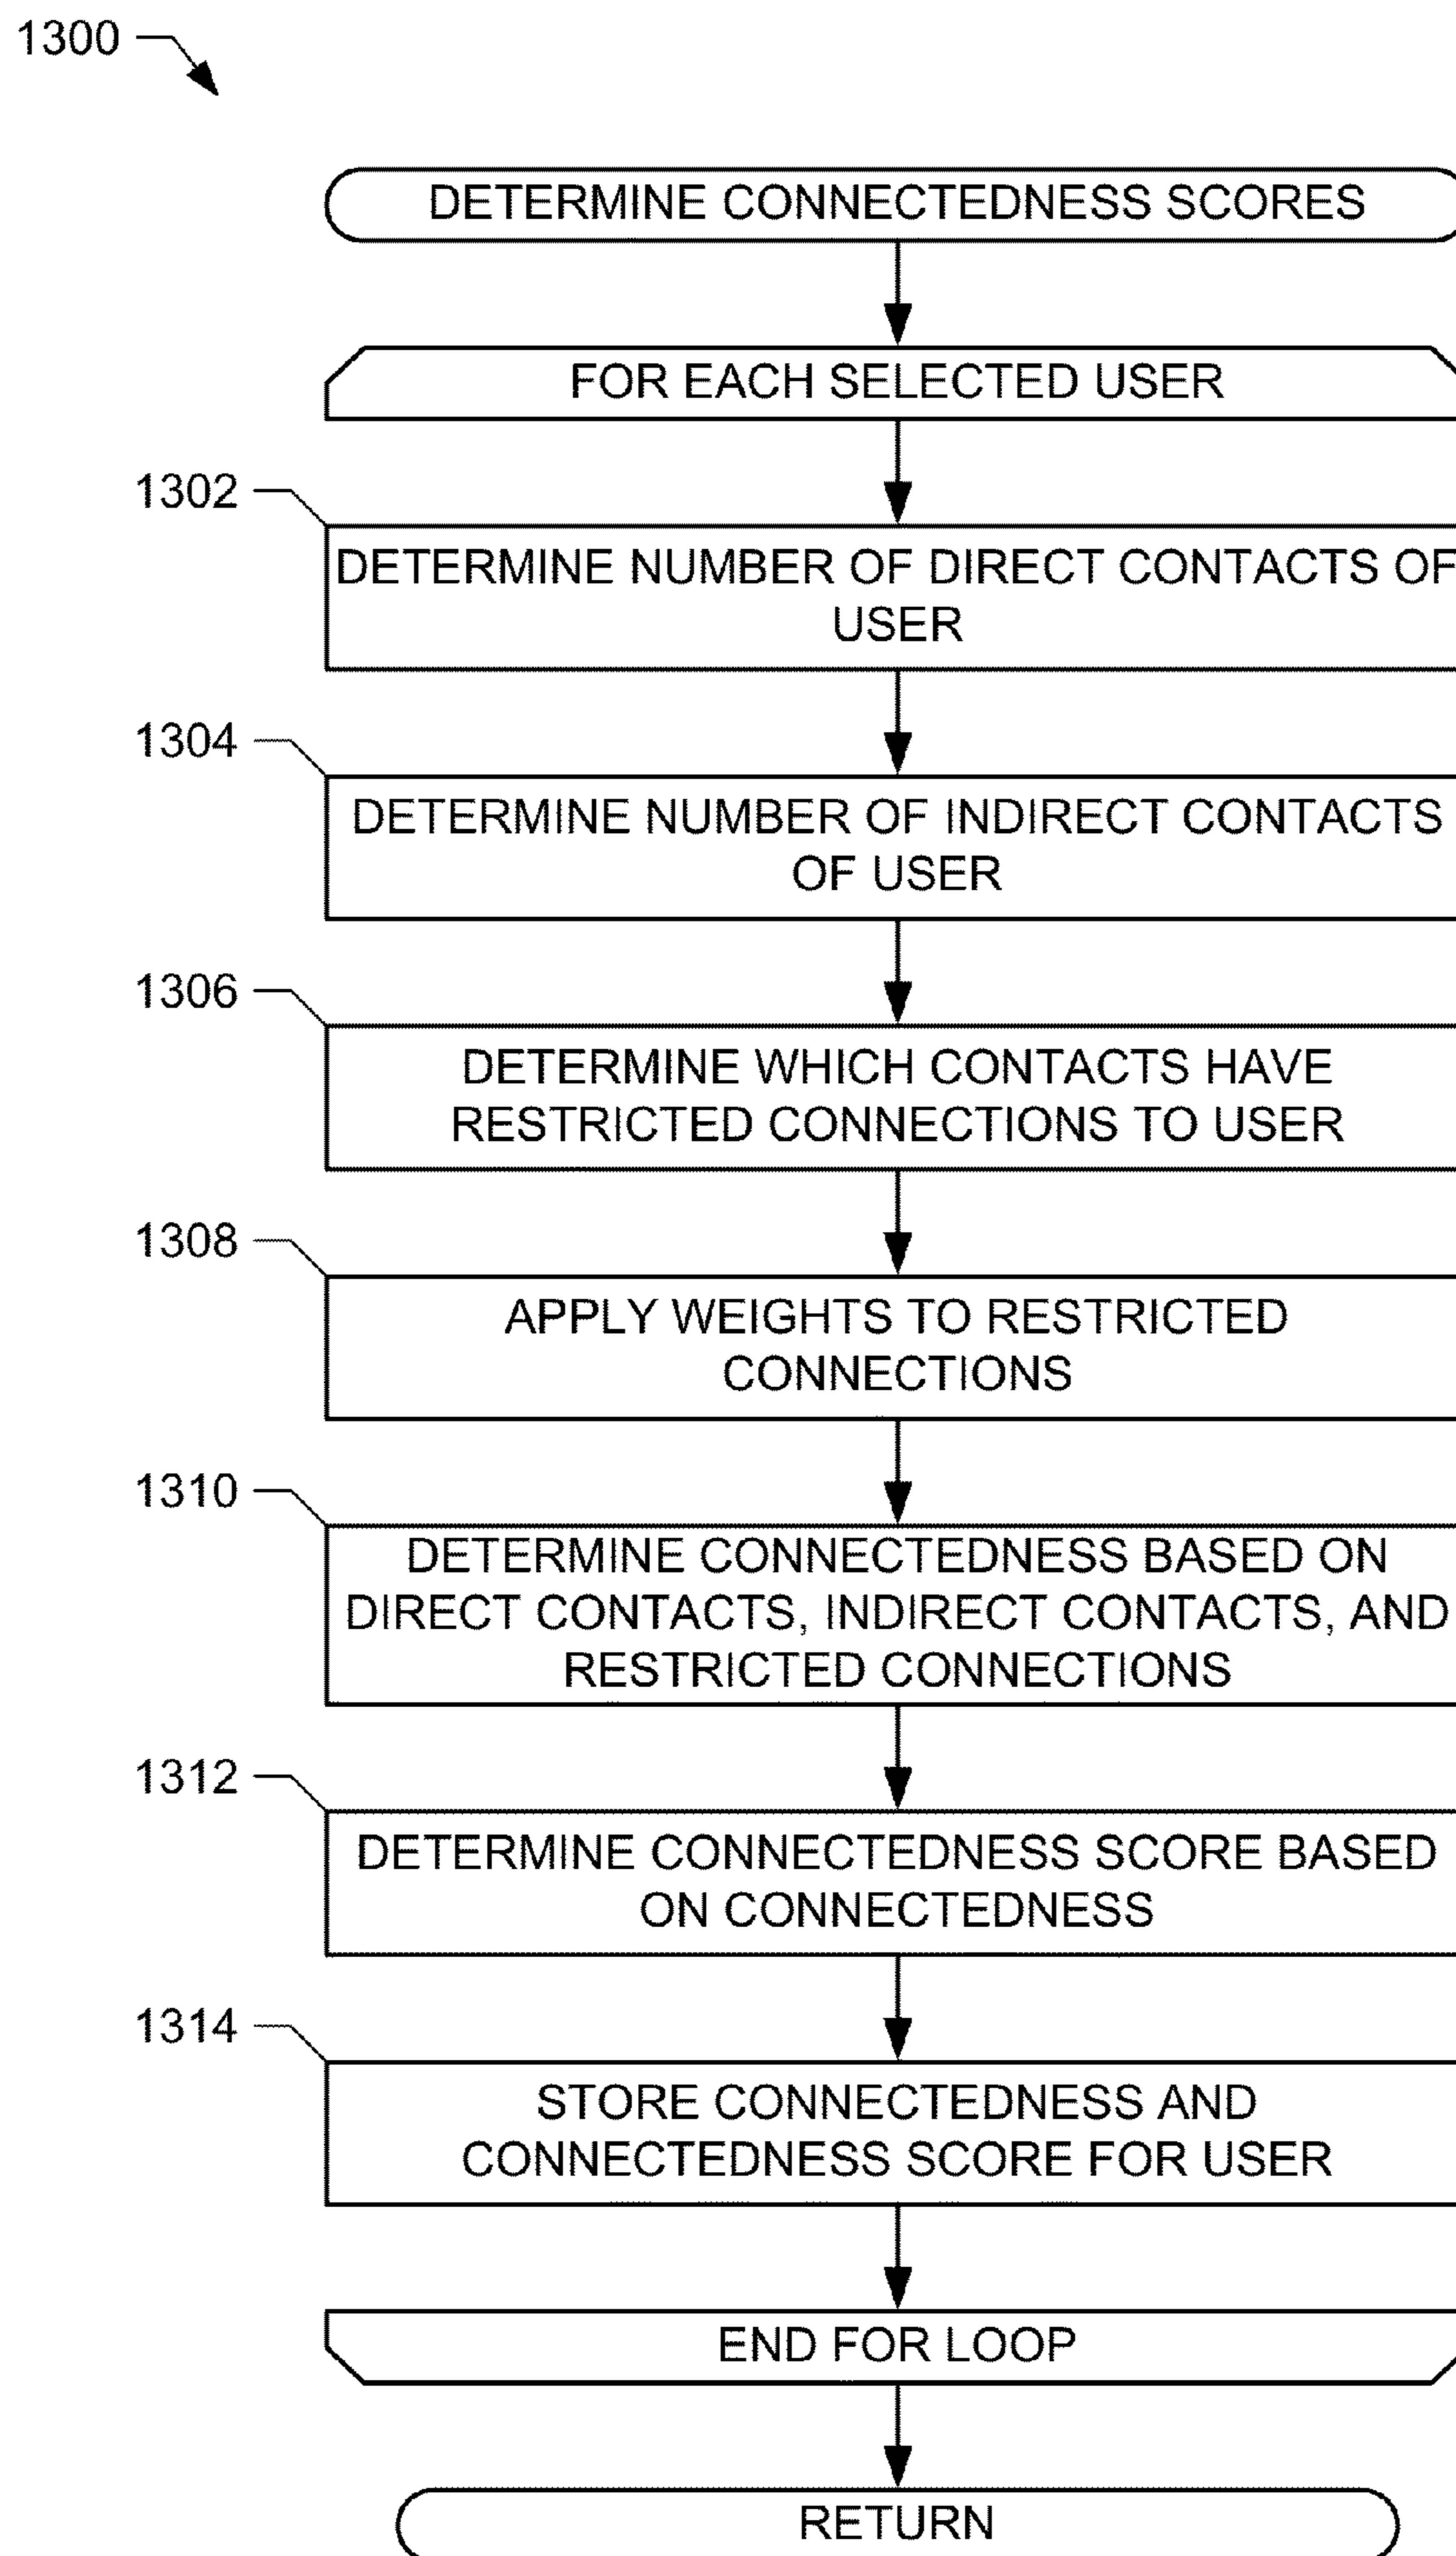 1300
DETERMINE CONNECTEDNESS SCORES
FOR EACH SELECTED USER
1302
DETERMINE NUMBER OF DIRECT CONTACTS OF
USER
1304
DETERMINE NUMBER OF INDIRECT CONTACTS
OF USER
1306
DETERMINE WHICH CONTACTS HAVE
RESTRICTED CONNECTIONS TO USER
1308
APPLY WEIGHTS TO RESTRICTED
CONNECTIONS
1310
DETERMINE CONNECTEDNESS BASED ON
DIRECT CONTACTS, INDIRECT CONTACTS, AND
RESTRICTED CONNECTIONS
1312
DETERMINE CONNECTEDNESS SCORE BASED
ON CONNECTEDNESS
1314
STORE CONNECTEDNESS AND
CONNECTEDNESS SCORE FOR USER
END FOR LOOP
RETURN